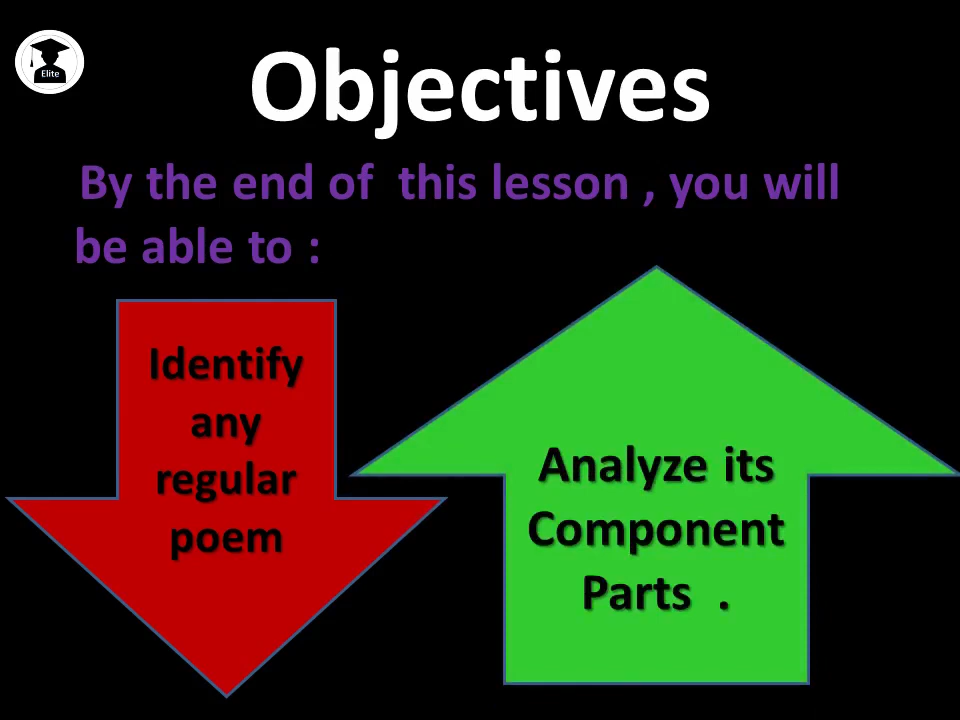 Elite
Objectives
By the end of  this lesson , you will
be able to :
Identify
any
regular
poem
Analyze its
Component
Parts  .